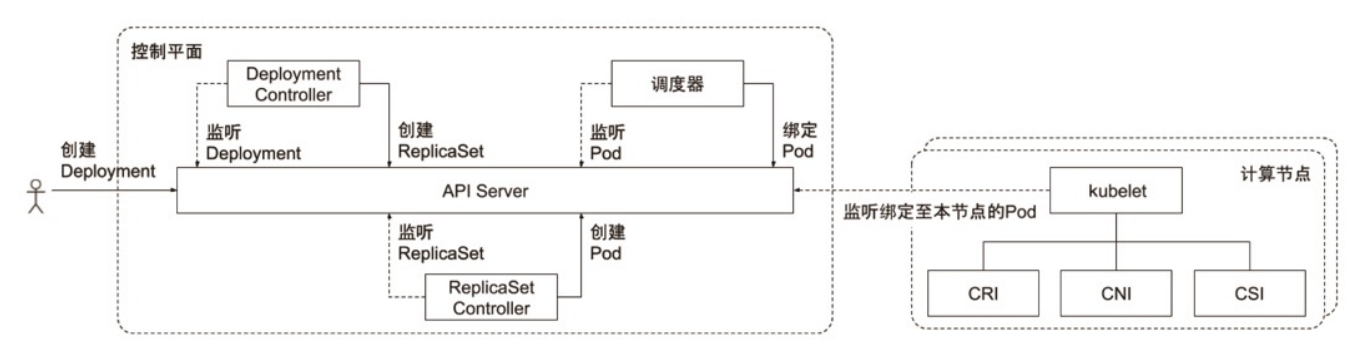 控制平面
Deployment
Controller
调度器
监听
Deployment
创建
ReplicaSet
监听
Pod
绑定
Pod
创建
Deployment
API Server
监听
ReplicaSet
创建
Pod
ReplicaSet
Controller
计算节点
kubelet
监听绑定至本节点的Pod
CRI
CNI
CSI